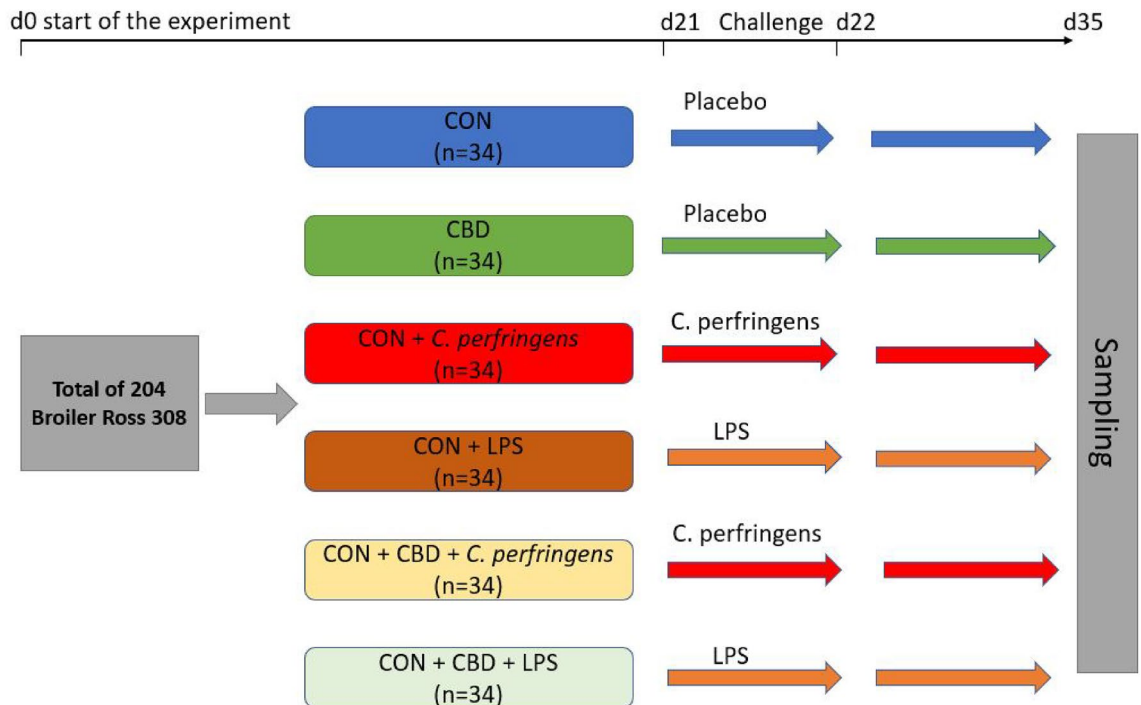 d0 start of the experiment
d21 Challenge d22
d35
CON
(n=34)
Placebo
CBD
(n=34)
Placebo
CON + C. perfringens
(n=34)
C. perfringens
Total of 204
Broiler Ross 308
CON + LPS
(n=34)
LPS
CON + CBD + C. perfringens
(n=34)
C. perfringens
CON + CBD + LPS
(n=34)
LPS
Sampling